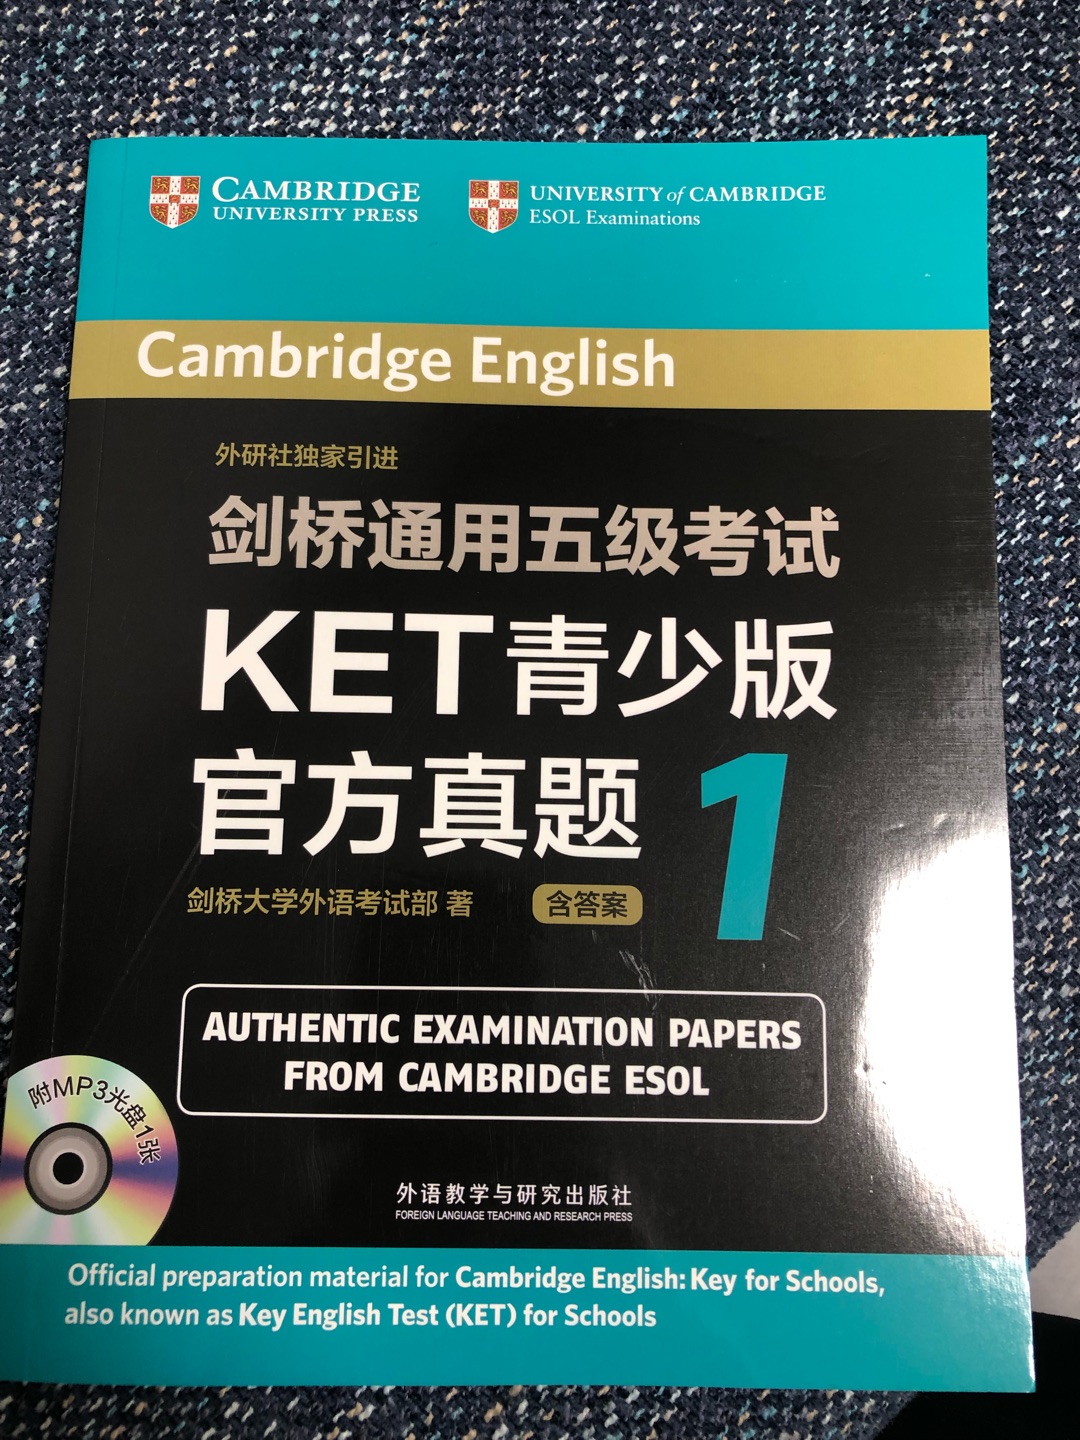 CAMBRIDGE
UNIVERSITY PRESS
UNIVERSITY of CAMBRIDGE
ESOL Examinations
Cambridge English
外研社独家引进
剑桥通用五级考试
KET青少版
官方真题 1
剑桥大学外语考试部 著 含答案
AUTHENTIC EXAMINATION PAPERS
FROM CAMBRIDGE ESOL
附MP3光盘1张
外语教学与研究出版社
FOREIGN LANGUAGE TEACHING AND RESEARCH PRESS
Official preparation material for Cambridge English: Key for Schools,
also known as Key English Test (KET) for Schools